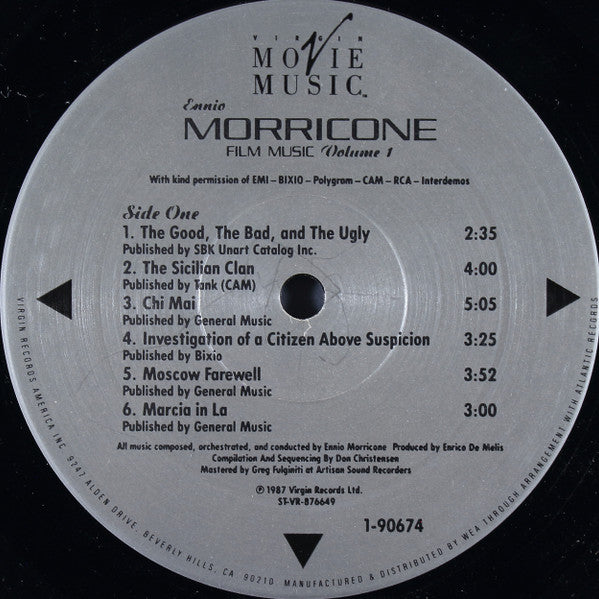 VIRGIN
MOVIE
MUSIC™
Ennio
MORRICONE
FILM MUSIC Volume 1
With kind permission of EMI – BIXIO – Polygram – CAM – RCA – Interdemos
Side One
1. The Good, The Bad, and The Ugly 2:35
Published by SBK Unart Catalog Inc.
2. The Sicilian Clan 4:00
Published by Tank (CAM)
3. Chi Mai 5:05
Published by General Music
4. Investigation of a Citizen Above Suspicion 3:25
Published by Bixio
5. Moscow Farewell 3:52
Published by General Music
6. Marcia in La 3:00
Published by General Music
All music composed, orchestrated, and conducted by Ennio Morricone Produced by Enrico De Melis
Compilation And Sequencing By Don Christensen
Mastered by Greg Fulginiti at Artisan Sound Recorders
℗ 1987 Virgin Records Ltd.
ST-VR-876649
1-90674
VIRGIN RECORDS AMERICA INC. 9247 ALDEN DRIVE, BEVERLY HILLS, CA 90210. MANUFACTURED & DISTRIBUTED BY WEA THROUGH ARRANGEMENT WITH ATLANTIC RECORDS